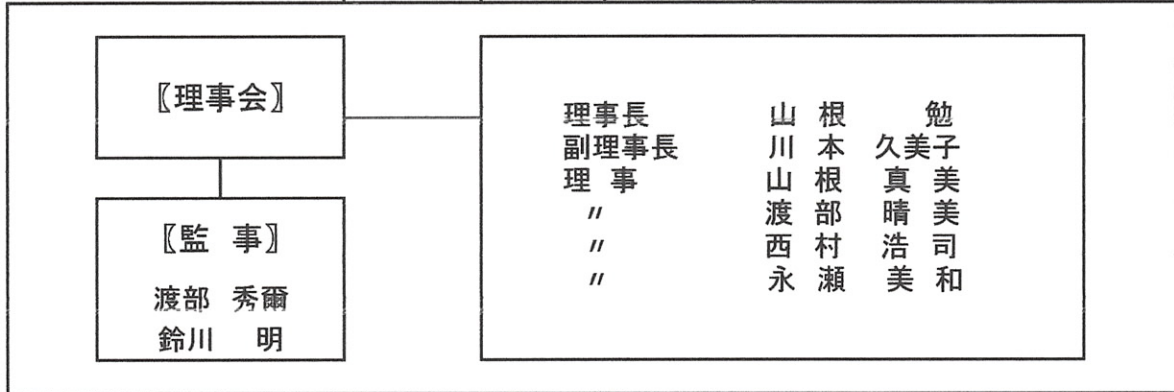 〖理事会〗
理事長 山根 勉
副理事長 川本 久美子
理事 山根 真美
〃 渡部 晴美
〃 西村 浩司
〃 永瀬 美和
〖監 事〗
渡部 秀爾
鈴川 明